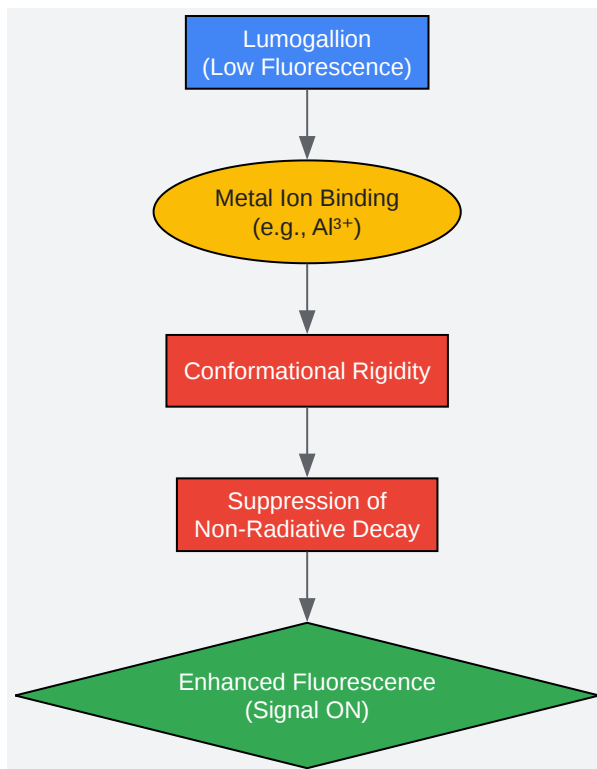 Lumogallion
(Low Fluorescence)
Metal Ion Binding
(e.g., Al³⁺)
Conformational Rigidity
Suppression of
Non-Radiative Decay
Enhanced Fluorescence
(Signal ON)